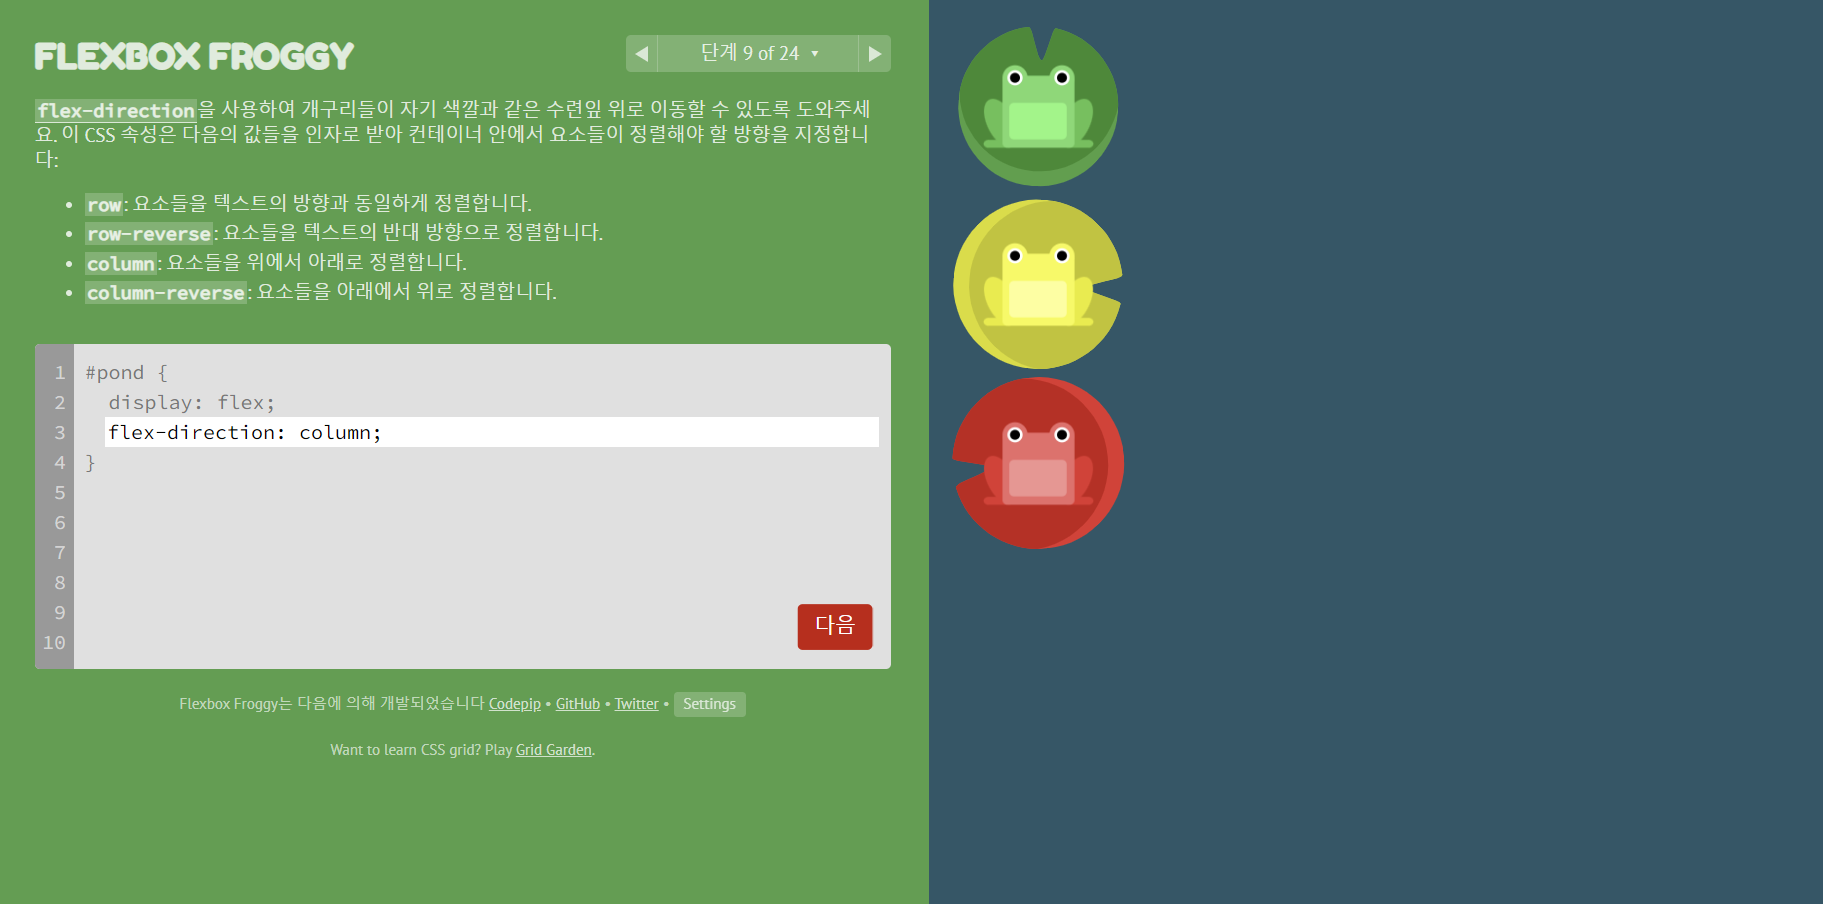 FLEXBOX FROGGY
◀ 단계 9 of 24 ▼ ▶
flex-direction을 사용하여 개구리들이 자기 색깔과 같은 수련잎 위로 이동할 수 있도록 도와주세
요. 이 CSS 속성은 다음의 값들을 인자로 받아 컨테이너 안에서 요소들이 정렬해야 할 방향을 지정합니
다:
• row: 요소들을 텍스트의 방향과 동일하게 정렬합니다.
• row-reverse: 요소들을 텍스트의 반대 방향으로 정렬합니다.
• column: 요소들을 위에서 아래로 정렬합니다.
• column-reverse: 요소들을 아래에서 위로 정렬합니다.
1 #pond {
2 display: flex;
3 flex-direction: column;
4 }
5
6
7
8
9
10
다음
Flexbox Froggy는 다음에 의해 개발되었습니다 Codepip • GitHub • Twitter • Settings
Want to learn CSS grid? Play Grid Garden.